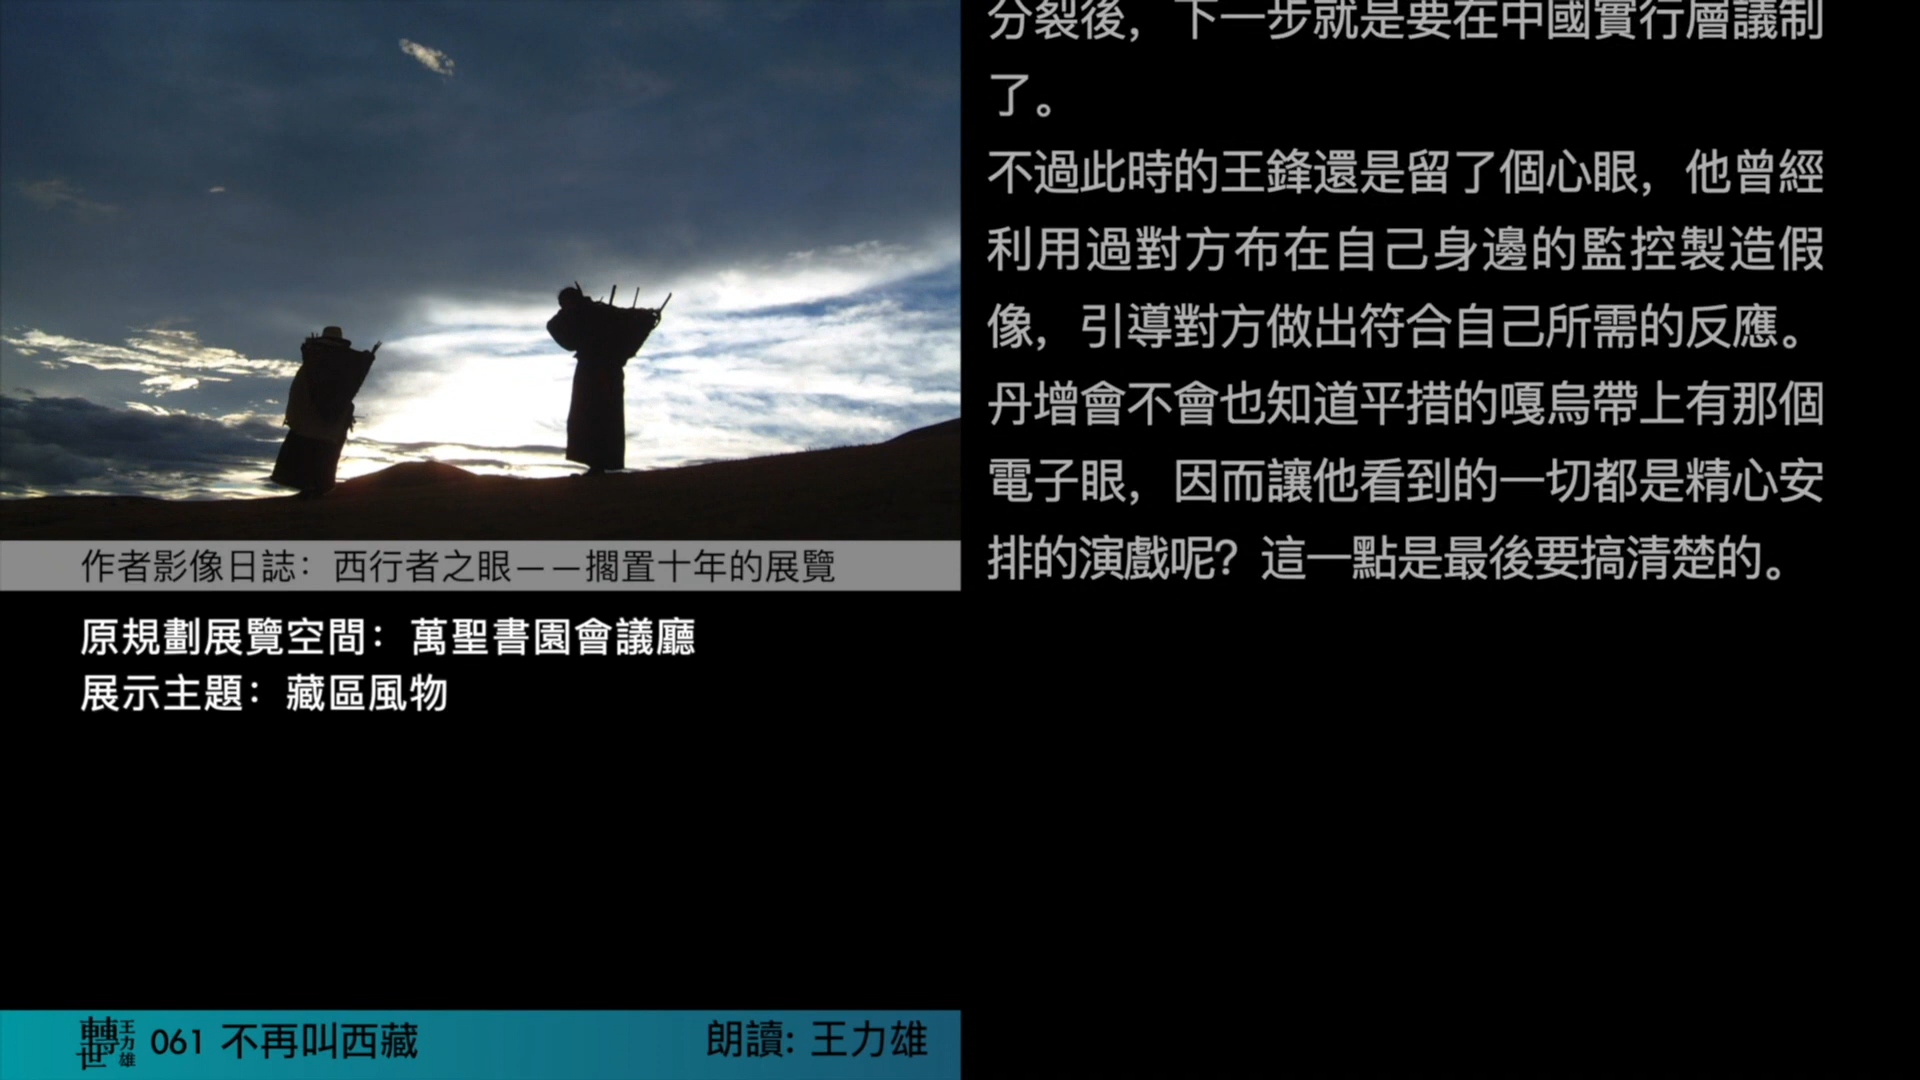 分裂後，下一步就是要在中國實行層議制
了。
不過此時的王鋒還是留了個心眼，他曾經
利用過對方布在自己身邊的監控製造假
像，引導對方做出符合自己所需的反應。
丹增會不會也知道平措的嘎烏帶上有那個
電子眼，因而讓他看到的一切都是精心安
排的演戲呢？這一點是最後要搞清楚的。
作者影像日誌：西行者之眼——擱置十年的展覽
原規劃展覽空間：萬聖書園會議廳
展示主題：藏區風物
轉世 王力雄 061 不再叫西藏 朗讀: 王力雄